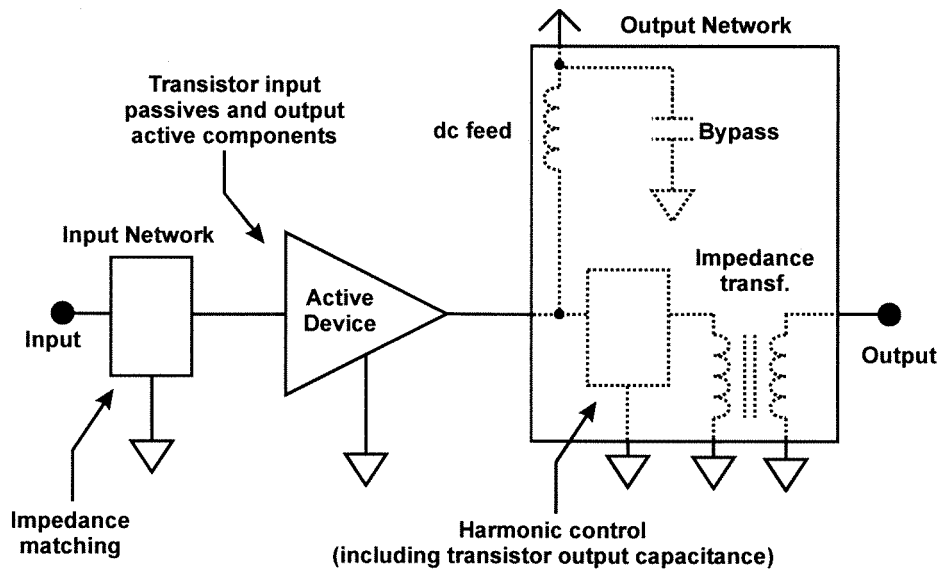 Output Network
Transistor input
passives and output
active components
dc feed
Bypass
Input Network
Impedance
transf.
Active
Device
Input
Output
Impedance
matching
Harmonic control
(including transistor output capacitance)